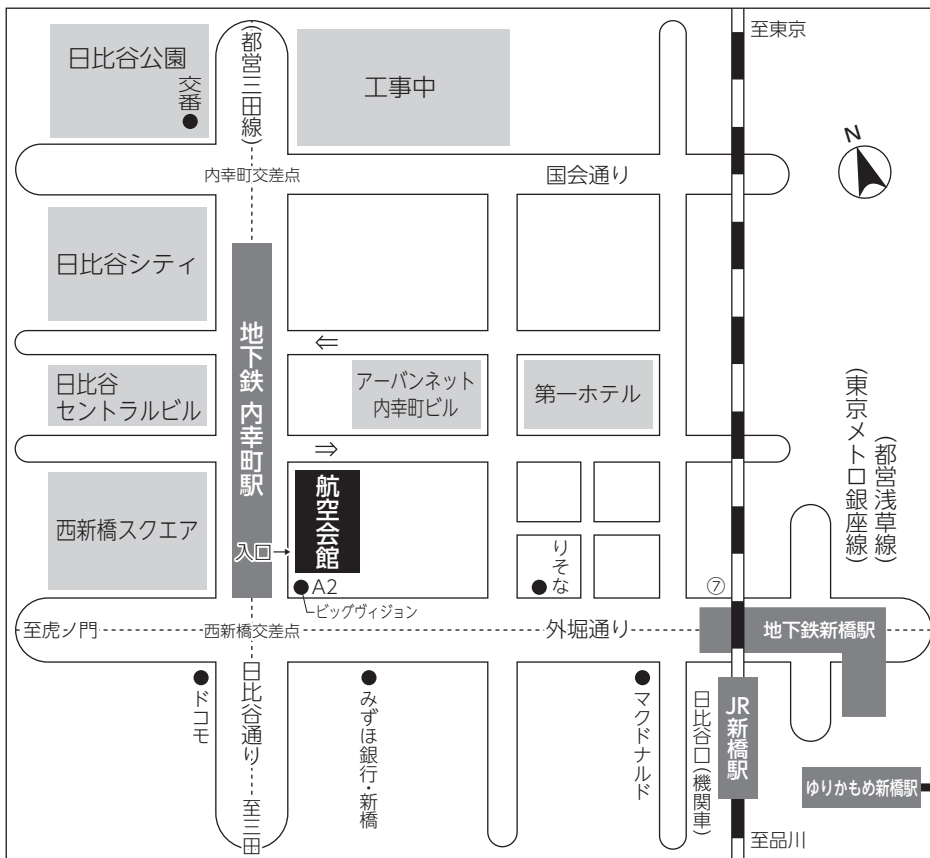 至東京
日比谷公園
交番
(都営三田線)
工事中
N
内幸町交差点
国会通り
日比谷シティ
地下鉄 内幸町駅
⇐
日比谷
セントラルビル
アーバンネット
内幸町ビル
第一ホテル
⇒
(東京メトロ銀座線)
(都営浅草線)
西新橋スクエア
航空会館
入口→
A2
ビッグヴィジョン
りそな
⑦
至虎ノ門
西新橋交差点
外堀通り
地下鉄新橋駅
ドコモ
日比谷通り
至三田
みずほ銀行・新橋
マクドナルド
日比谷口(機関車)
JR新橋駅
ゆりかもめ新橋駅
至品川